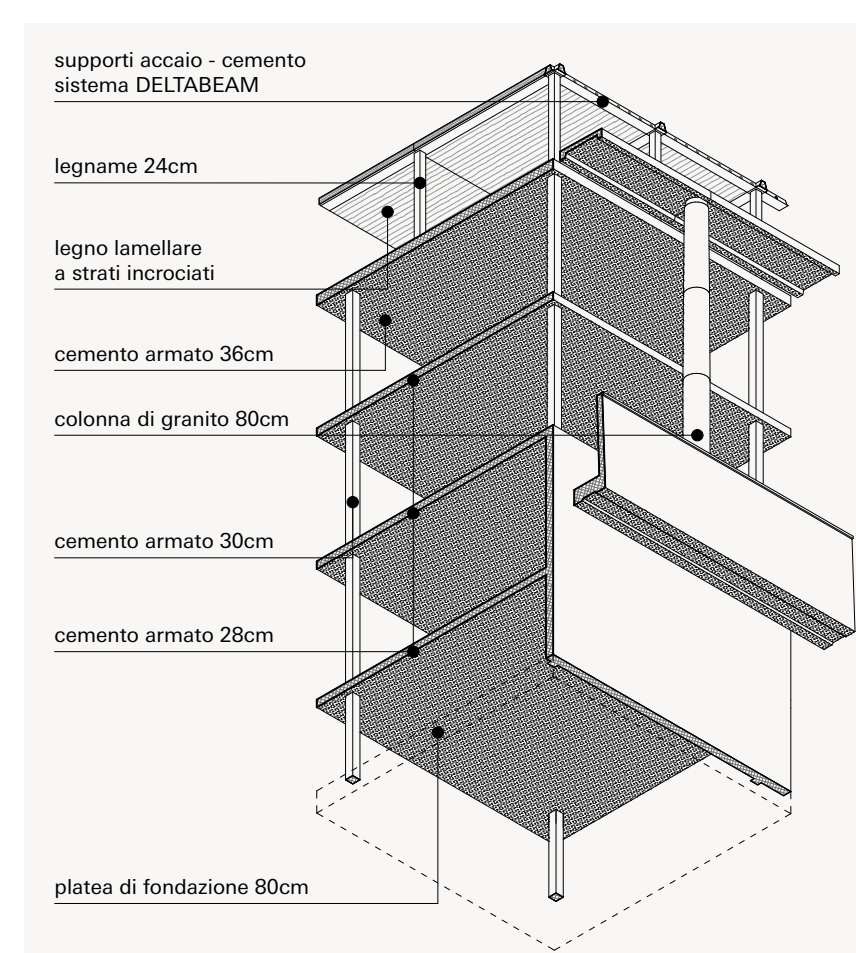 supporti accaio - cemento
sistema DELTABEAM
legname 24cm
legno lamellare
a strati incrociati
cemento armato 36cm
colonna di granito 80cm
cemento armato 30cm
cemento armato 28cm
platea di fondazione 80cm